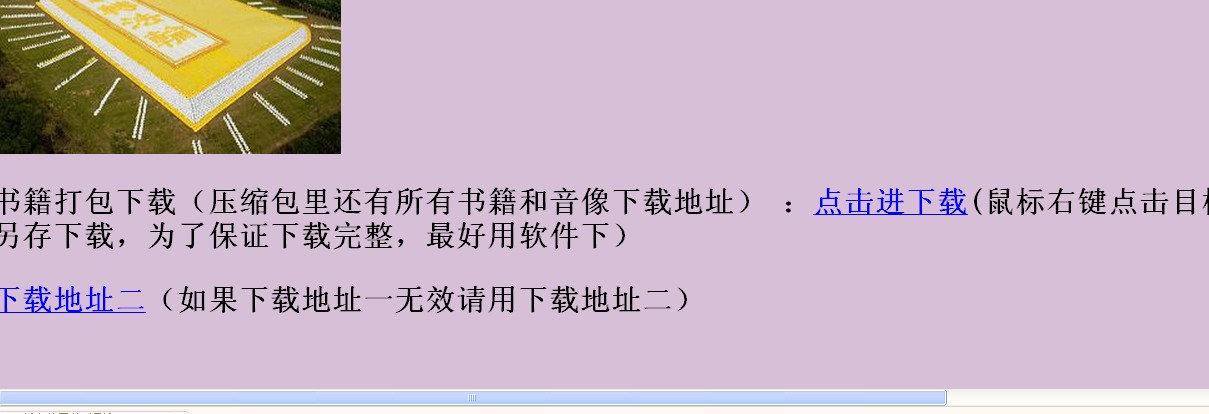 书籍打包下载（压缩包里还有所有书籍和音像下载地址） ：点击进下载(鼠标右键点击目标
另存下载，为了保证下载完整，最好用软件下）
下载地址二（如果下载地址一无效请用下载地址二）